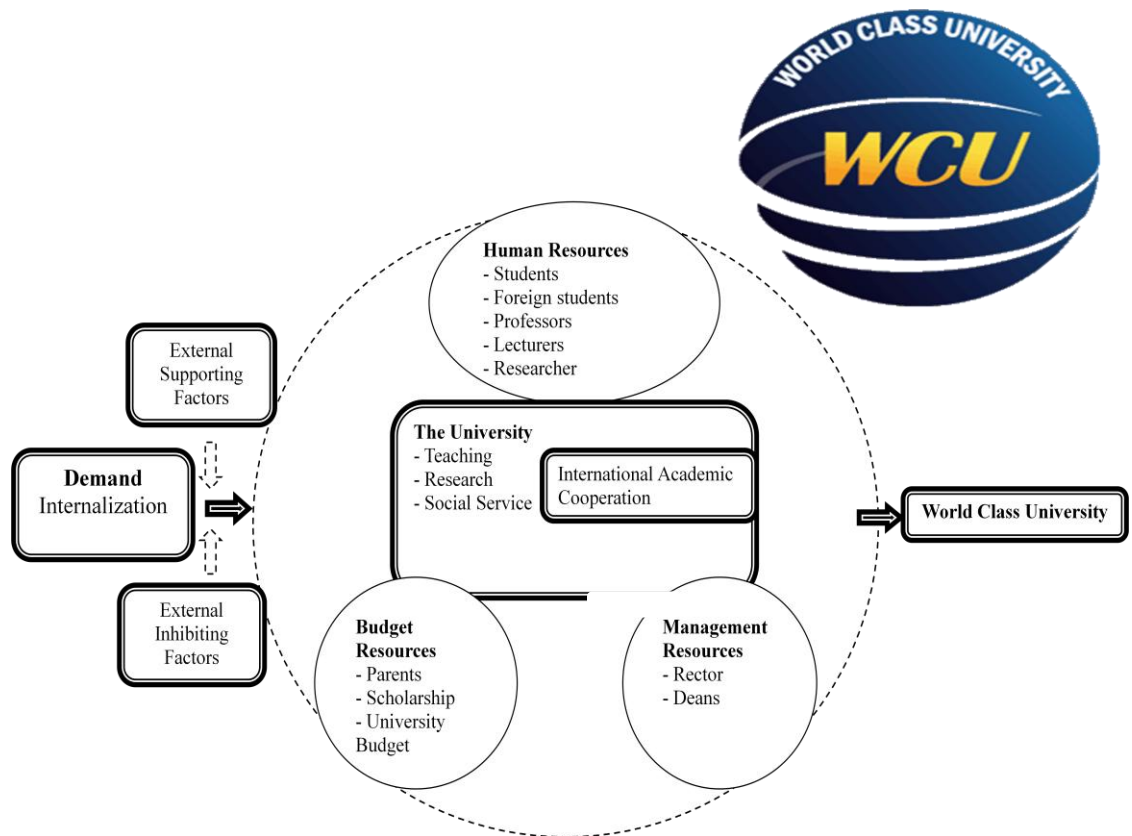 WORLD CLASS UNIVERSITY
WCU
Human Resources
- Students
- Foreign students
- Professors
- Lecturers
- Researcher
External
Supporting
Factors
The University
- Teaching
- Research
- Social Service
International Academic
Cooperation
Demand
Internalization
World Class University
External
Inhibiting
Factors
Budget
Resources
- Parents
- Scholarship
- University
Budget
Management
Resources
- Rector
- Deans